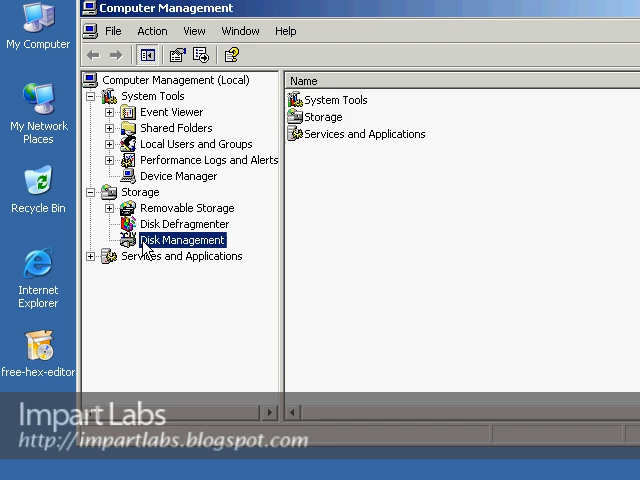 Computer Management
File Action View Window Help
My Computer
My Network
Places
Recycle Bin
Internet
Explorer
free-hex-editor
Computer Management (Local)
System Tools
Event Viewer
Shared Folders
Local Users and Groups
Performance Logs and Alerts
Device Manager
Storage
Removable Storage
Disk Defragmenter
Disk Management
Services and Applications
Name
System Tools
Storage
Services and Applications
Impart Labs
http://impartlabs.blogspot.com